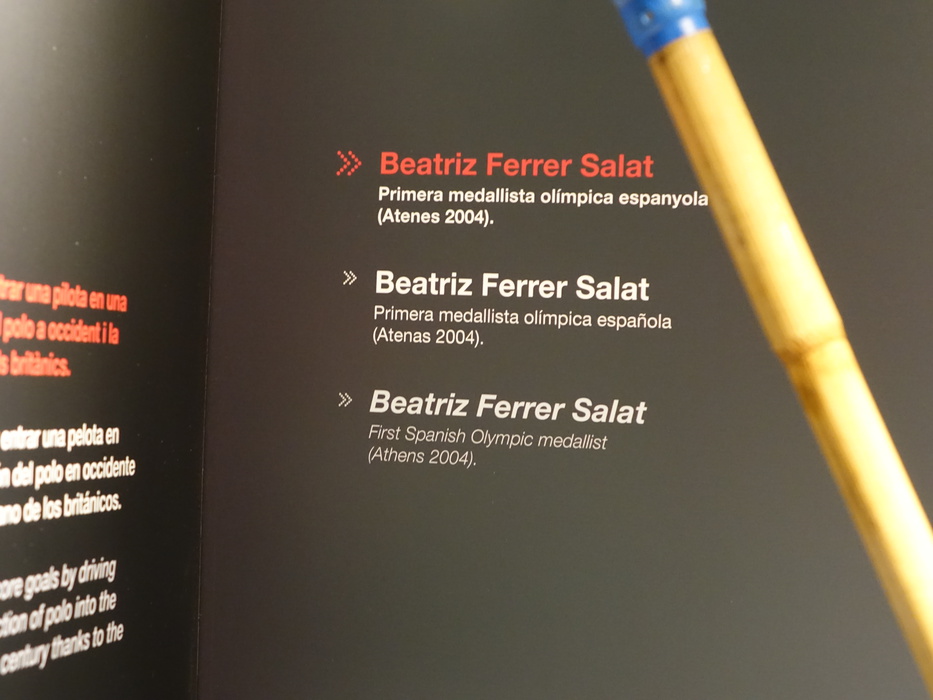 trar una pilota en una
polo a occident i la
britànics.
entrar una pelota en
del polo en occidente
de los británicos.
goals by driving
of polo into the
century thanks to the
Beatriz Ferrer Salat
Primera medallista olímpica espanyola
(Atenes 2004).
Beatriz Ferrer Salat
Primera medallista olímpica española
(Atenas 2004).
Beatriz Ferrer Salat
First Spanish Olympic medallist
(Athens 2004).